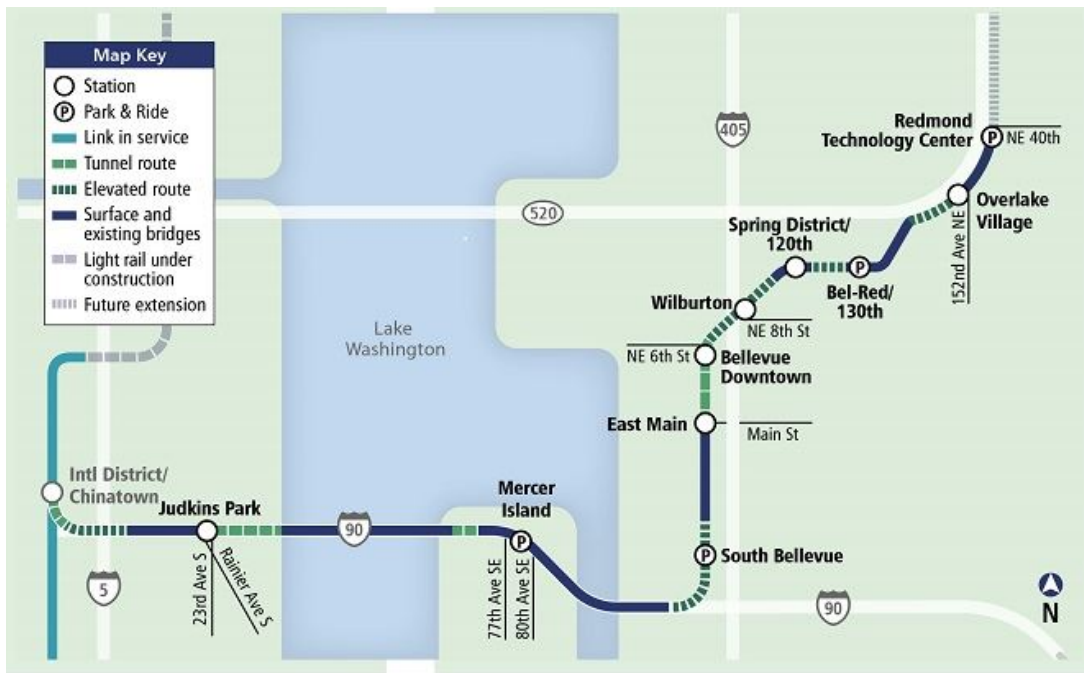 Map Key
Station
P
Park & Ride
Link in service
Tunnel route
Elevated route
Surface and
existing bridges
Light rail under
construction
Future extension
405
Redmond
Technology Center
P
NE 40th
520
Overlake
Village
152nd Ave NE
Spring District/
120th
P
Bel-Red/
130th
Wilburton
NE 8th St
Lake
Washington
NE 6th St
Bellevue
Downtown
East Main
Main St
Intl District/
Chinatown
Judkins Park
23rd Ave S
Rainier Ave S
5
90
Mercer
Island
P
77th Ave SE
80th Ave SE
P
South Bellevue
90
N